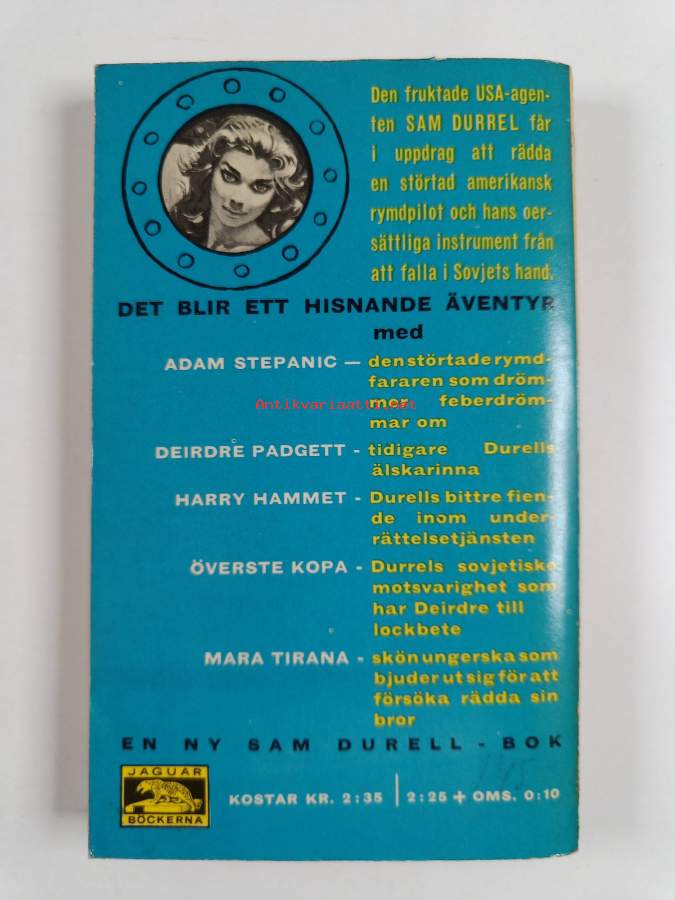 Den fruktade USA-agen-
ten SAM DURREL får
i uppdrag att rädda
en störtad amerikansk
rymdpilot och hans oer-
sättliga instrument från
att falla i Sovjets hand.
DET BLIR ETT HISNANDE ÄVENTYR
med
ADAM STEPANIC — den störtade rymd-
fararen som dröm-
mer feberdröm-
mar om
Antikvariaatti.net
DEIRDRE PADGETT - tidigare Durells
älskarinna
HARRY HAMMET - Durells bittre fien-
de inom under-
rättelsetjänsten
ÖVERSTE KOPA - Durrels sovjetiske
motsvarighet som
har Deirdre till
lockbete
MARA TIRANA - skön ungerska som
bjuder ut sig för att
försöka rädda sin
bror
EN NY SAM DURELL - BOK
JAGUAR
BÖCKERNA
KOSTAR KR. 2:35 | 2:25 + OMS. 0:10